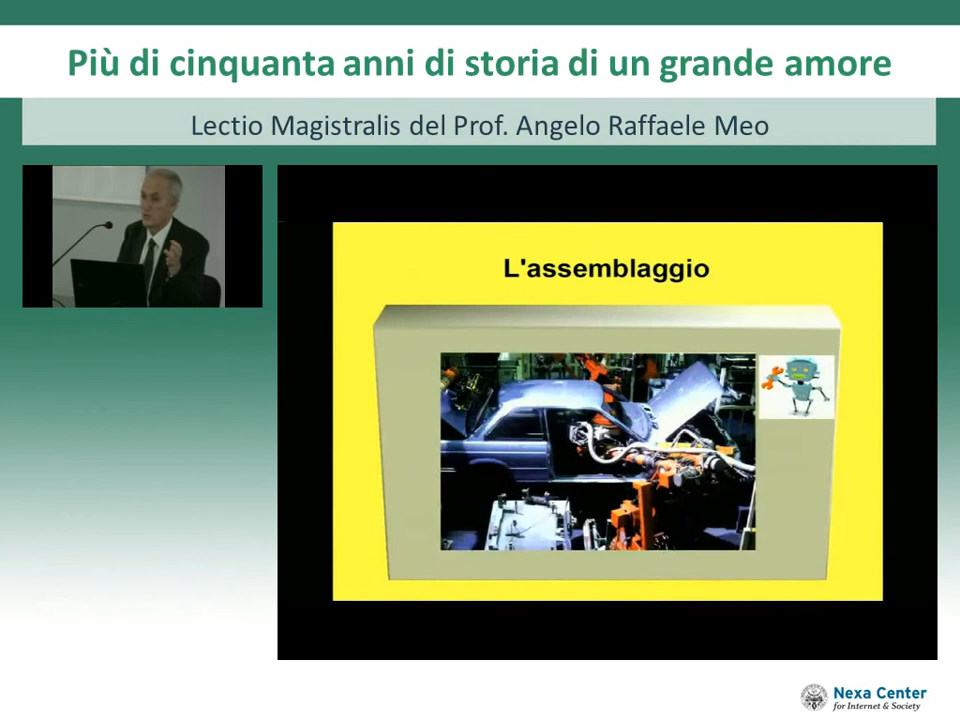 Più di cinquanta anni di storia di un grande amore
Lectio Magistralis del Prof. Angelo Raffaele Meo
L'assemblaggio
Nexa Center
for Internet & Society